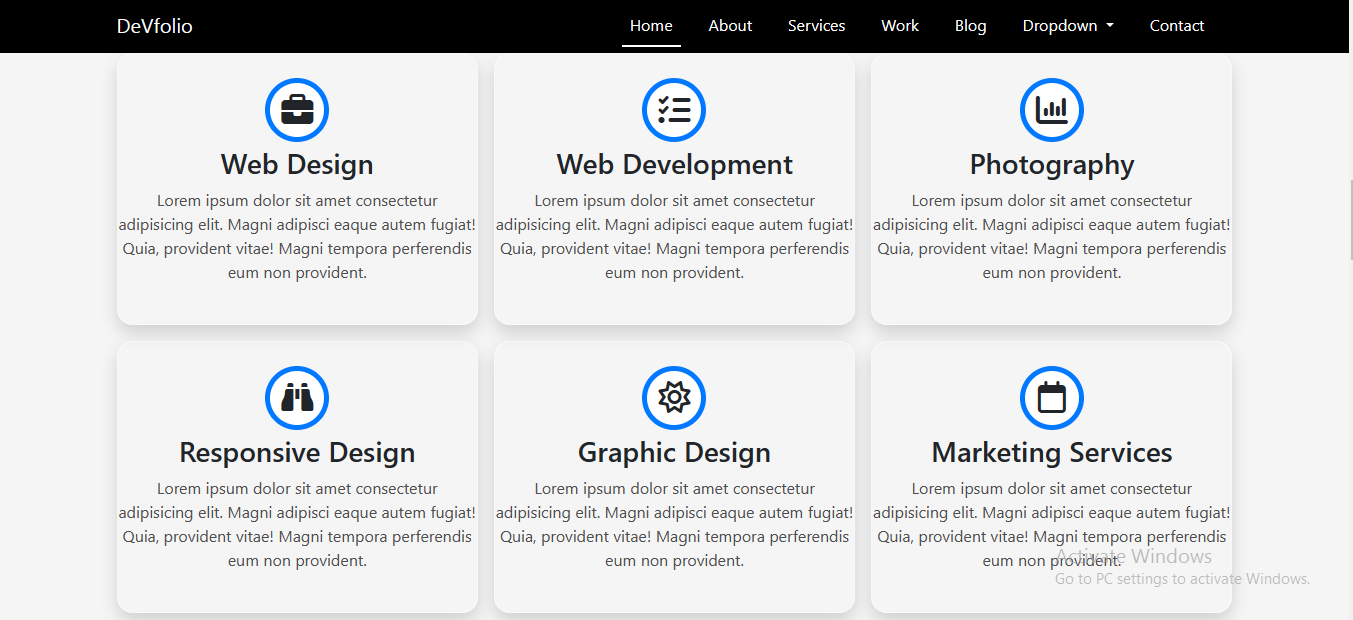 DeVfolio
Home About Services Work Blog Dropdown Contact
Web Design
Lorem ipsum dolor sit amet consectetur
adipisicing elit. Magni adipisci eaque autem fugiat!
Quia, provident vitae! Magni tempora perferendis
eum non provident.
Web Development
Lorem ipsum dolor sit amet consectetur
adipisicing elit. Magni adipisci eaque autem fugiat!
Quia, provident vitae! Magni tempora perferendis
eum non provident.
Photography
Lorem ipsum dolor sit amet consectetur
adipisicing elit. Magni adipisci eaque autem fugiat!
Quia, provident vitae! Magni tempora perferendis
eum non provident.
Responsive Design
Lorem ipsum dolor sit amet consectetur
adipisicing elit. Magni adipisci eaque autem fugiat!
Quia, provident vitae! Magni tempora perferendis
eum non provident.
Graphic Design
Lorem ipsum dolor sit amet consectetur
adipisicing elit. Magni adipisci eaque autem fugiat!
Quia, provident vitae! Magni tempora perferendis
eum non provident.
Marketing Services
Lorem ipsum dolor sit amet consectetur
adipisicing elit. Magni adipisci eaque autem fugiat!
Quia, provident vitae! Magni tempora perferendis
eum non provident.
Activate Windows
Go to PC settings to activate Windows.